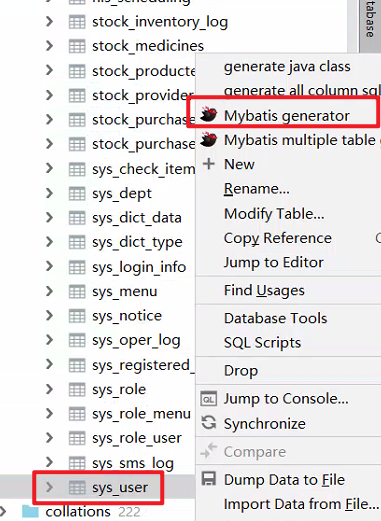 his_scheduling
stock_inventory_log
stock_medicines
stock_producte
stock_provider
stock_purchase
stock_purchase
sys_check_item
sys_dept
sys_dict_data
sys_dict_type
sys_login_info
sys_menu
sys_notice
sys_oper_log
sys_registered_
sys_role
sys_role_menu
sys_role_user
sys_sms_log
sys_user
collations 222
generate java class
generate all column sql
Mybatis generator
Mybatis multiple table
New
Rename...
Modify Table...
Copy Reference
Jump to Editor
Find Usages
Database Tools
SQL Scripts
Drop
QL Jump to Console...
Synchronize
Compare
Dump Data to File
Import Data from File...
atabase